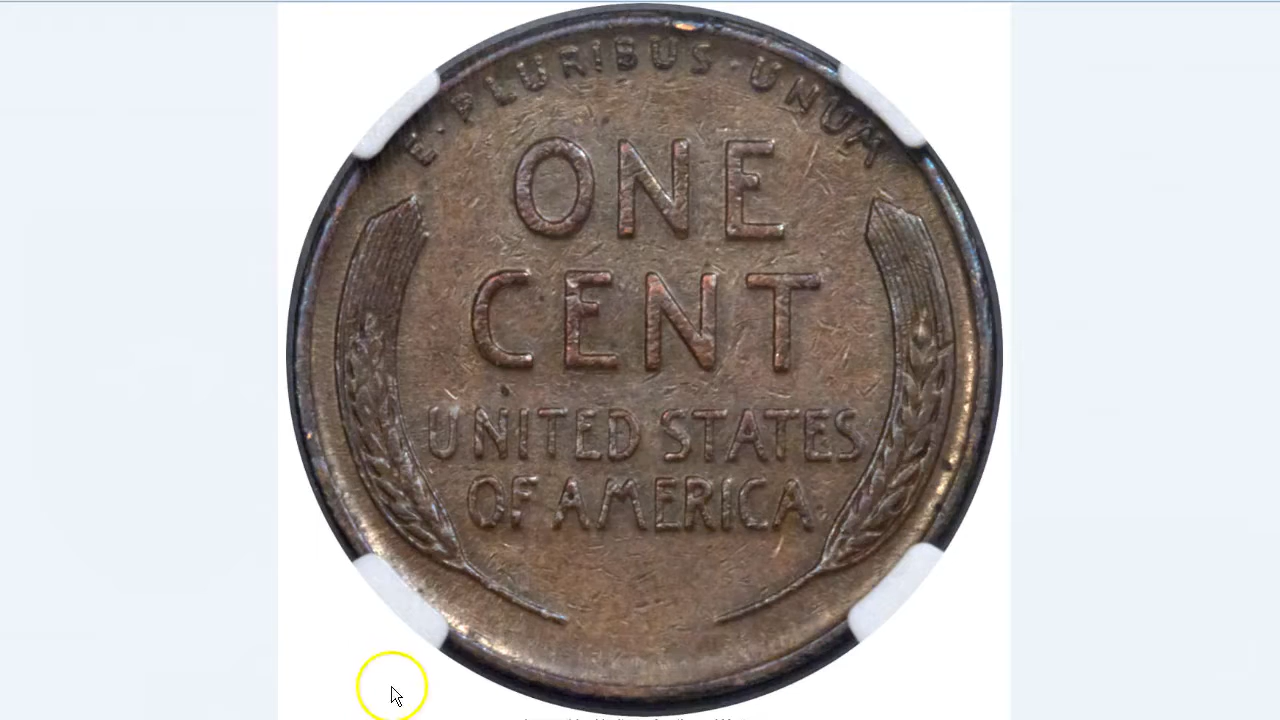 E · PLURIBUS · UNUM
ONE
CENT
UNITED STATES
OF AMERICA